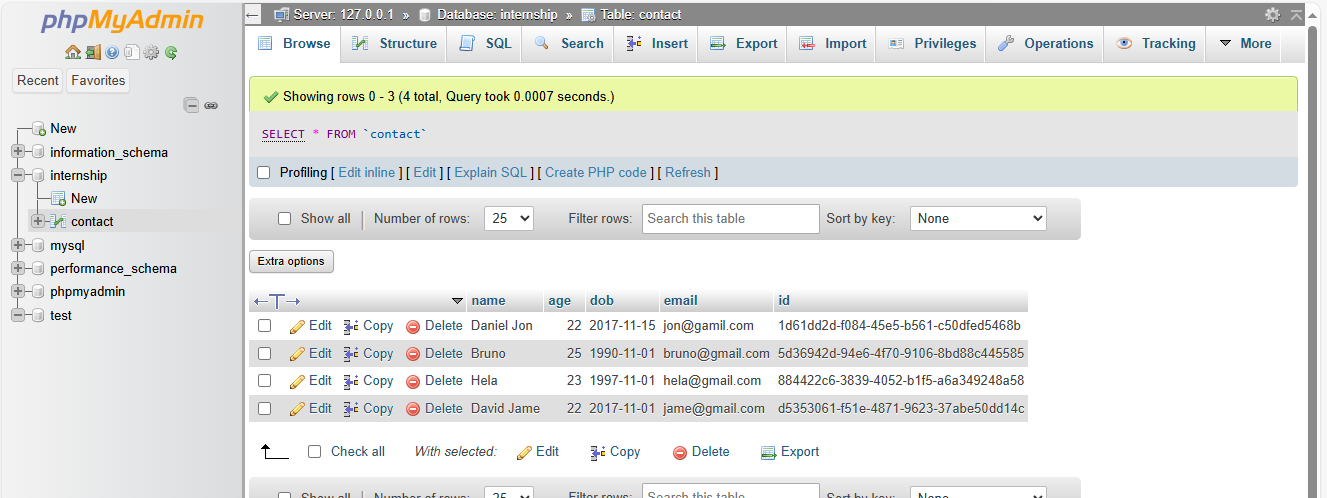 phpMyAdmin
Recent Favorites
New
information_schema
internship
New
contact
mysql
performance_schema
phpmyadmin
test
Server: 127.0.0.1 » Database: internship » Table: contact
Browse Structure SQL Search Insert Export Import Privileges Operations Tracking More
Showing rows 0 - 3 (4 total, Query took 0.0007 seconds.)
SELECT * FROM `contact`
Profiling [ Edit inline ] [ Edit ] [ Explain SQL ] [ Create PHP code ] [ Refresh ]
Show all Number of rows: 25 Filter rows: Search this table Sort by key: None
Extra options
name age dob email id
Edit Copy Delete Daniel Jon 22 2017-11-15 jon@gamil.com 1d61dd2d-f084-45e5-b561-c50dfed5468b
Edit Copy Delete Bruno 25 1990-11-01 bruno@gmail.com 5d36942d-94e6-4f70-9106-8bd88c445585
Edit Copy Delete Hela 23 1997-11-01 hela@gmail.com 884422c6-3839-4052-b1f5-a6a349248a58
Edit Copy Delete David Jame 22 2017-11-01 jame@gmail.com d5353061-f51e-4871-9623-37abe50dd14c
Check all With selected: Edit Copy Delete Export
Show all Number of rows: 25 Filter rows: Search this table Sort by key: None